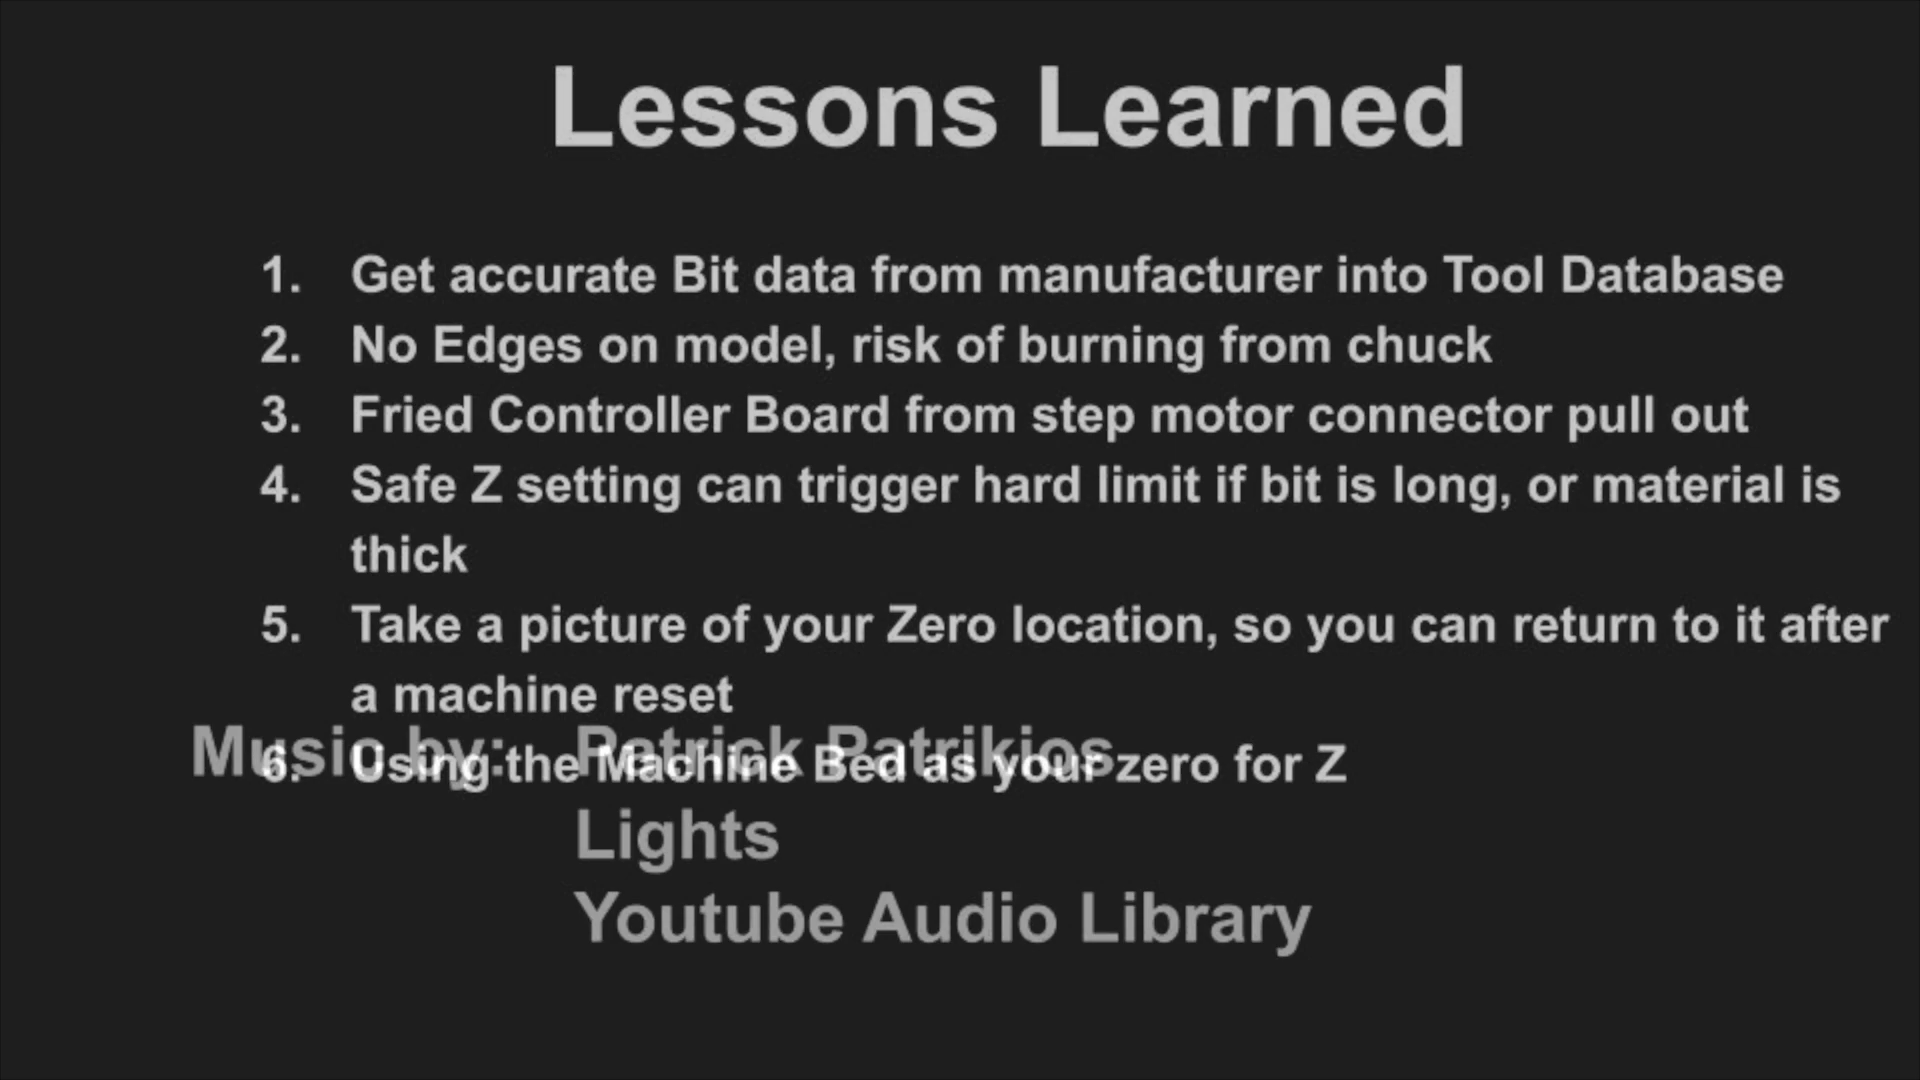 Lessons Learned
1. Get accurate Bit data from manufacturer into Tool Database
2. No Edges on model, risk of burning from chuck
3. Fried Controller Board from step motor connector pull out
4. Safe Z setting can trigger hard limit if bit is long, or material is
thick
5. Take a picture of your Zero location, so you can return to it after
a machine reset
6. Using the Machine Bed as your zero for Z
Music by: Patrick Patrikios
Lights
Youtube Audio Library